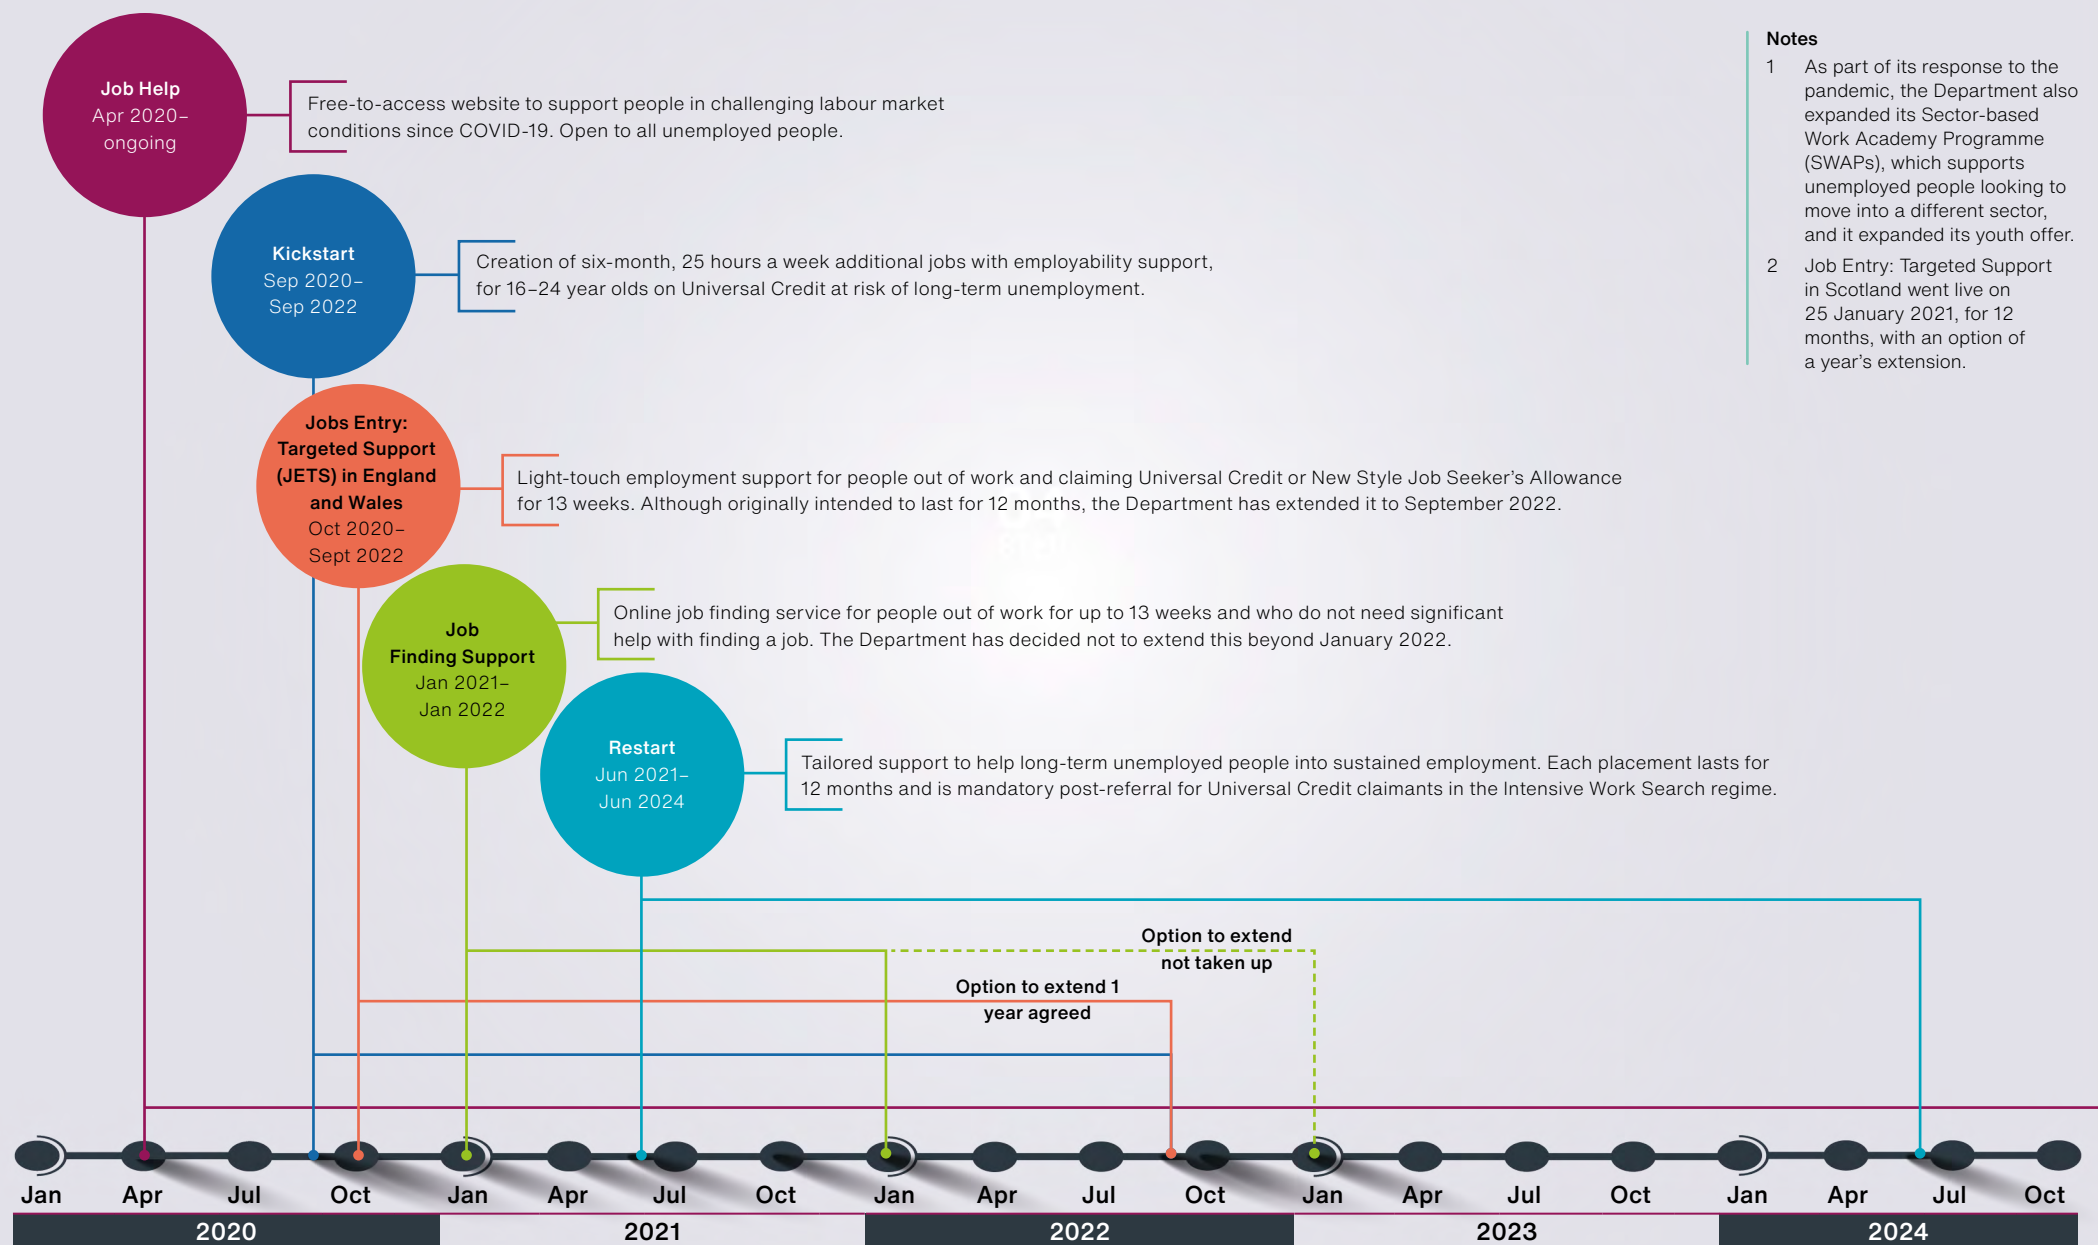 Job Help
Apr 2020–
ongoing
Free-to-access website to support people in challenging labour market
conditions since COVID-19. Open to all unemployed people.
Kickstart
Sep 2020–
Sep 2022
Creation of six-month, 25 hours a week additional jobs with employability support,
for 16–24 year olds on Universal Credit at risk of long-term unemployment.
Jobs Entry:
Targeted Support
(JETS) in England
and Wales
Oct 2020–
Sept 2022
Light-touch employment support for people out of work and claiming Universal Credit or New Style Job Seeker’s Allowance
for 13 weeks. Although originally intended to last for 12 months, the Department has extended it to September 2022.
Job
Finding Support
Jan 2021–
Jan 2022
Online job finding service for people out of work for up to 13 weeks and who do not need significant
help with finding a job. The Department has decided not to extend this beyond January 2022.
Restart
Jun 2021–
Jun 2024
Tailored support to help long-term unemployed people into sustained employment. Each placement lasts for
12 months and is mandatory post-referral for Universal Credit claimants in the Intensive Work Search regime.
Notes
1 As part of its response to the
pandemic, the Department also
expanded its Sector-based
Work Academy Programme
(SWAPs), which supports
unemployed people looking to
move into a different sector,
and it expanded its youth offer.
2 Job Entry: Targeted Support
in Scotland went live on
25 January 2021, for 12
months, with an option of
a year’s extension.
Option to extend
not taken up
Option to extend 1
year agreed
Jan Apr Jul Oct Jan Apr Jul Oct Jan Apr Jul Oct Jan Apr Jul Oct Jan Apr Jul Oct
2020 2021 2022 2023 2024